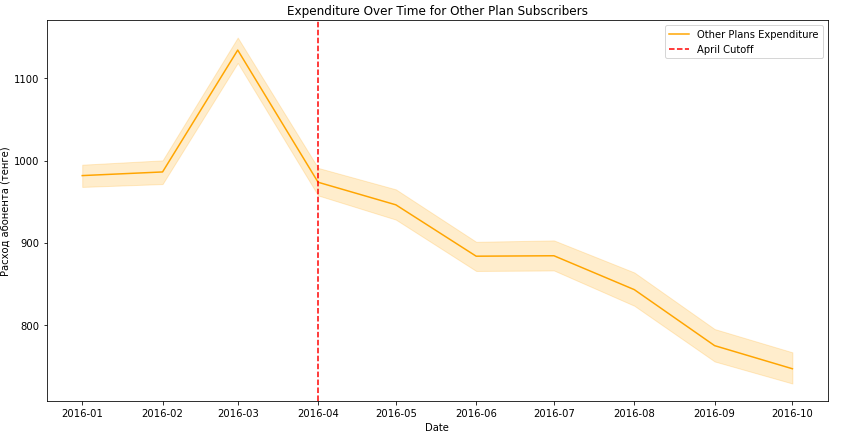 Expenditure Over Time for Other Plan Subscribers
Other Plans Expenditure
April Cutoff
Расход абонента (тенге)
1100
1000
900
800
2016-01 2016-02 2016-03 2016-04 2016-05 2016-06 2016-07 2016-08 2016-09 2016-10
Date